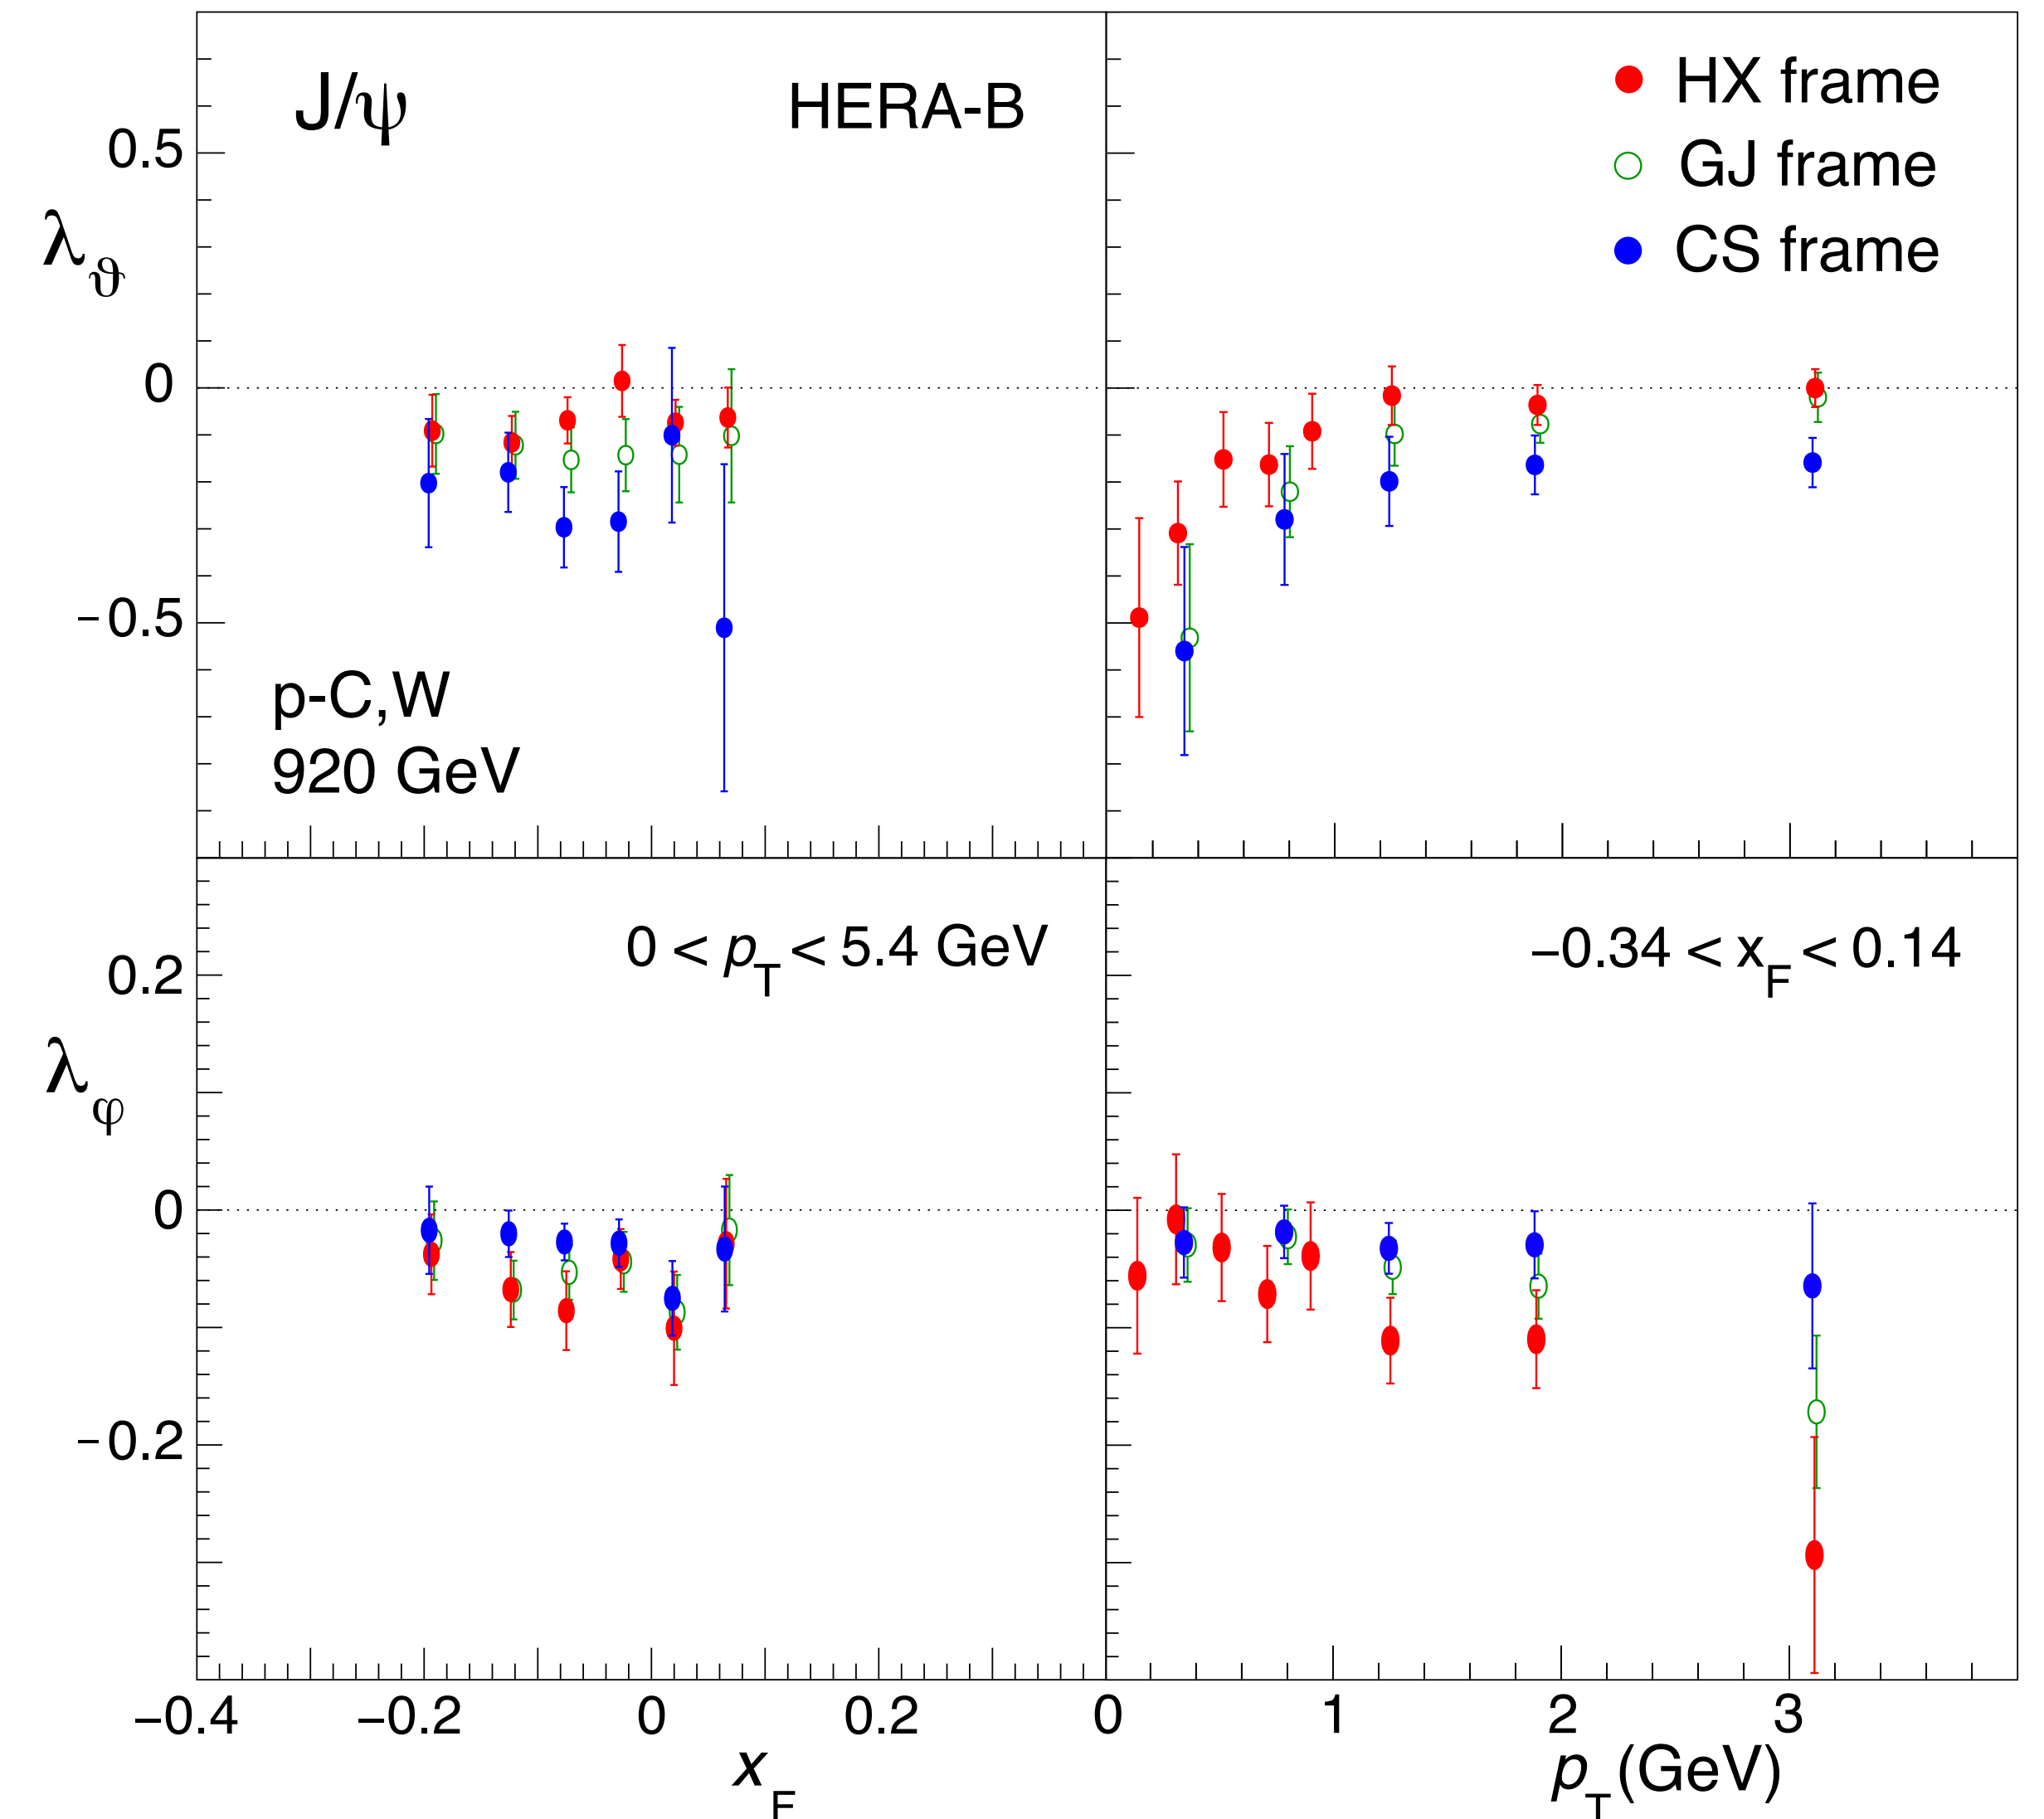 J/ψ
HERA-B
HX frame
GJ frame
CS frame
0.5
λϑ
0
−0.5
p-C,W
920 GeV
0 < pT < 5.4 GeV
−0.34 < xF < 0.14
0.2
λφ
0
−0.2
−0.4 −0.2 0 0.2 0 1 2 3
xF
pT (GeV)